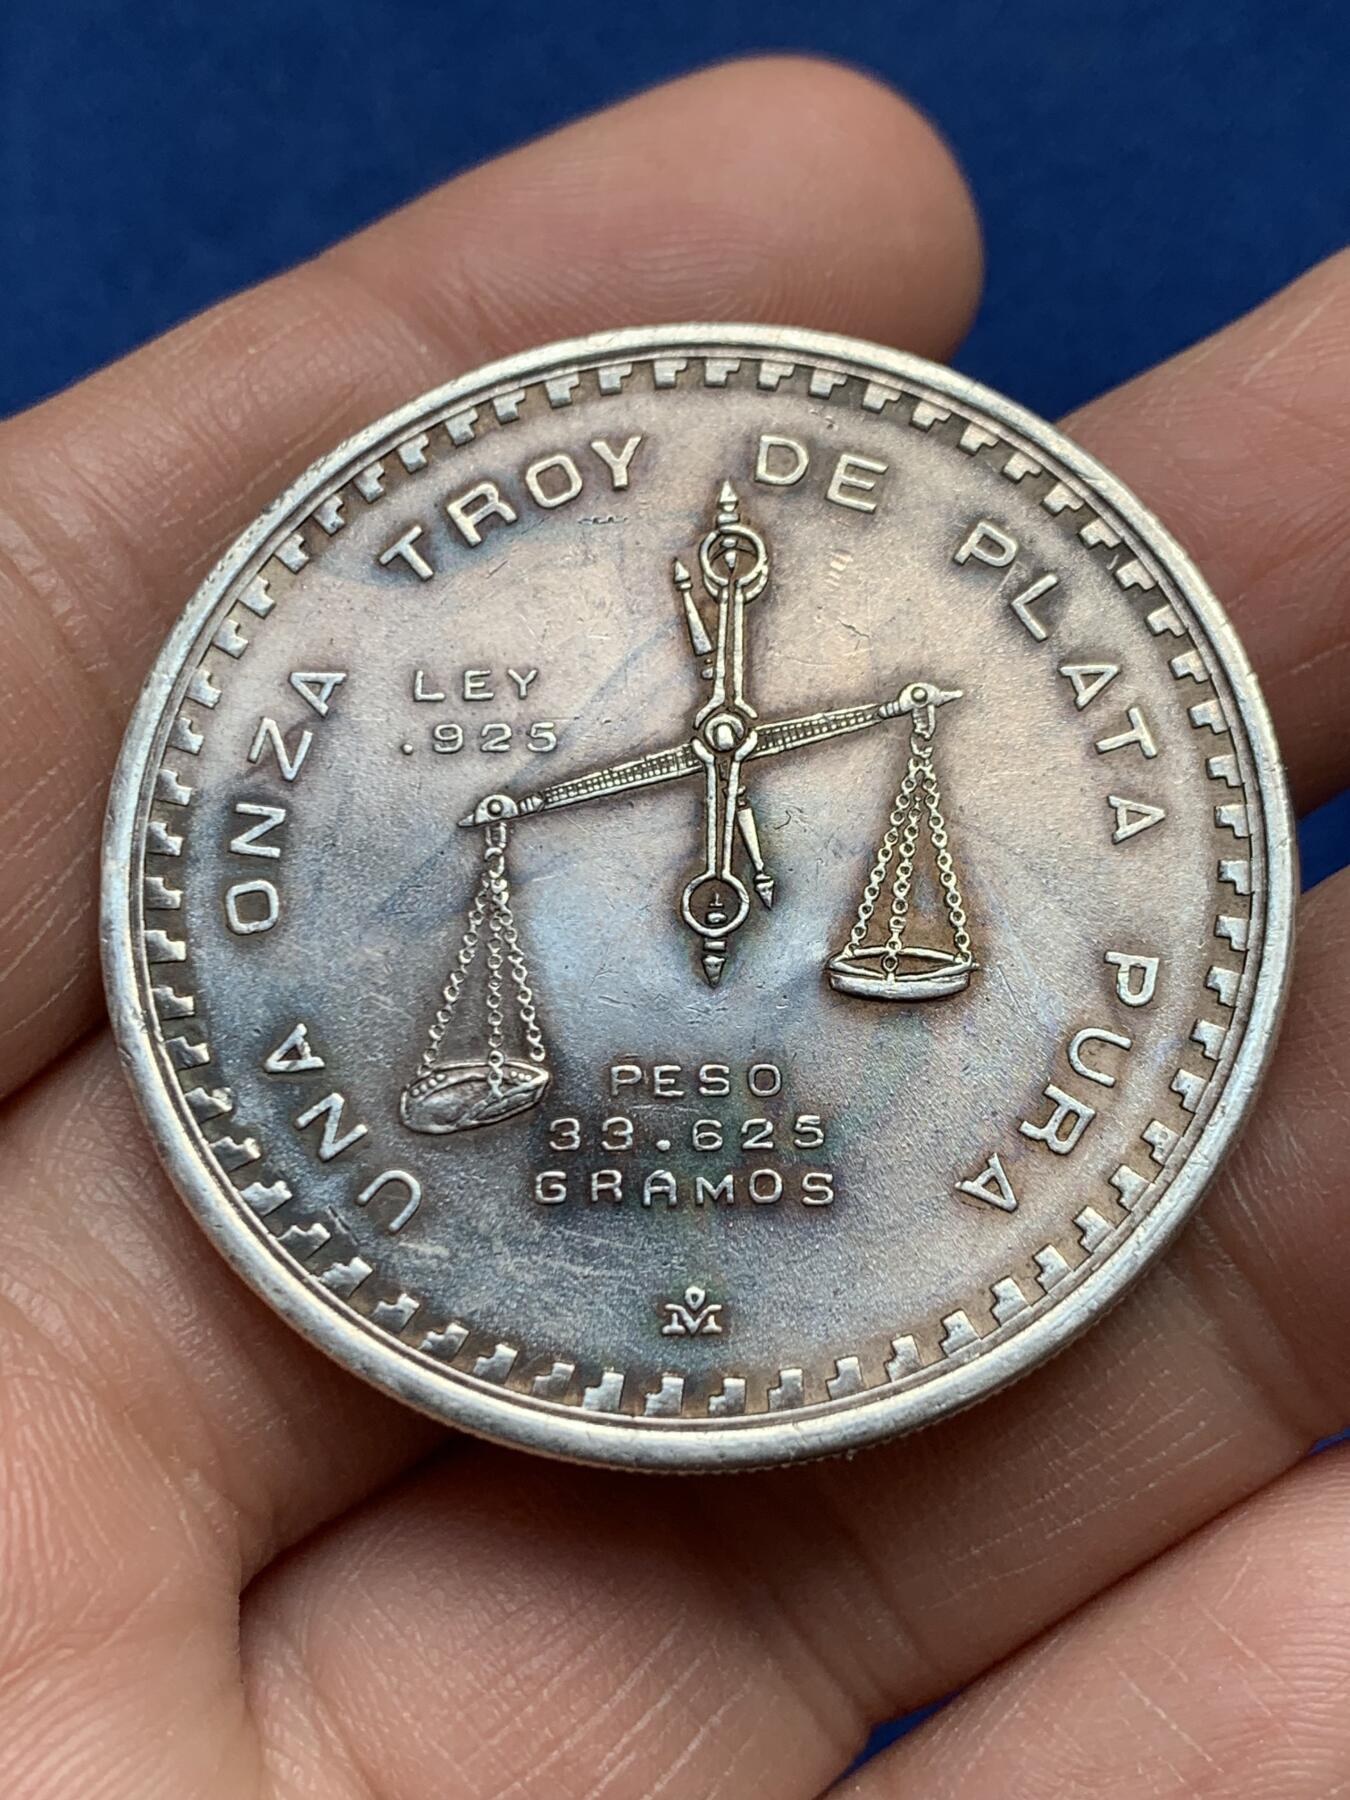 UNA ONZA TROY DE PLATA PURA
LEY
.925
PESO
33.625
GRAMOS
M̊